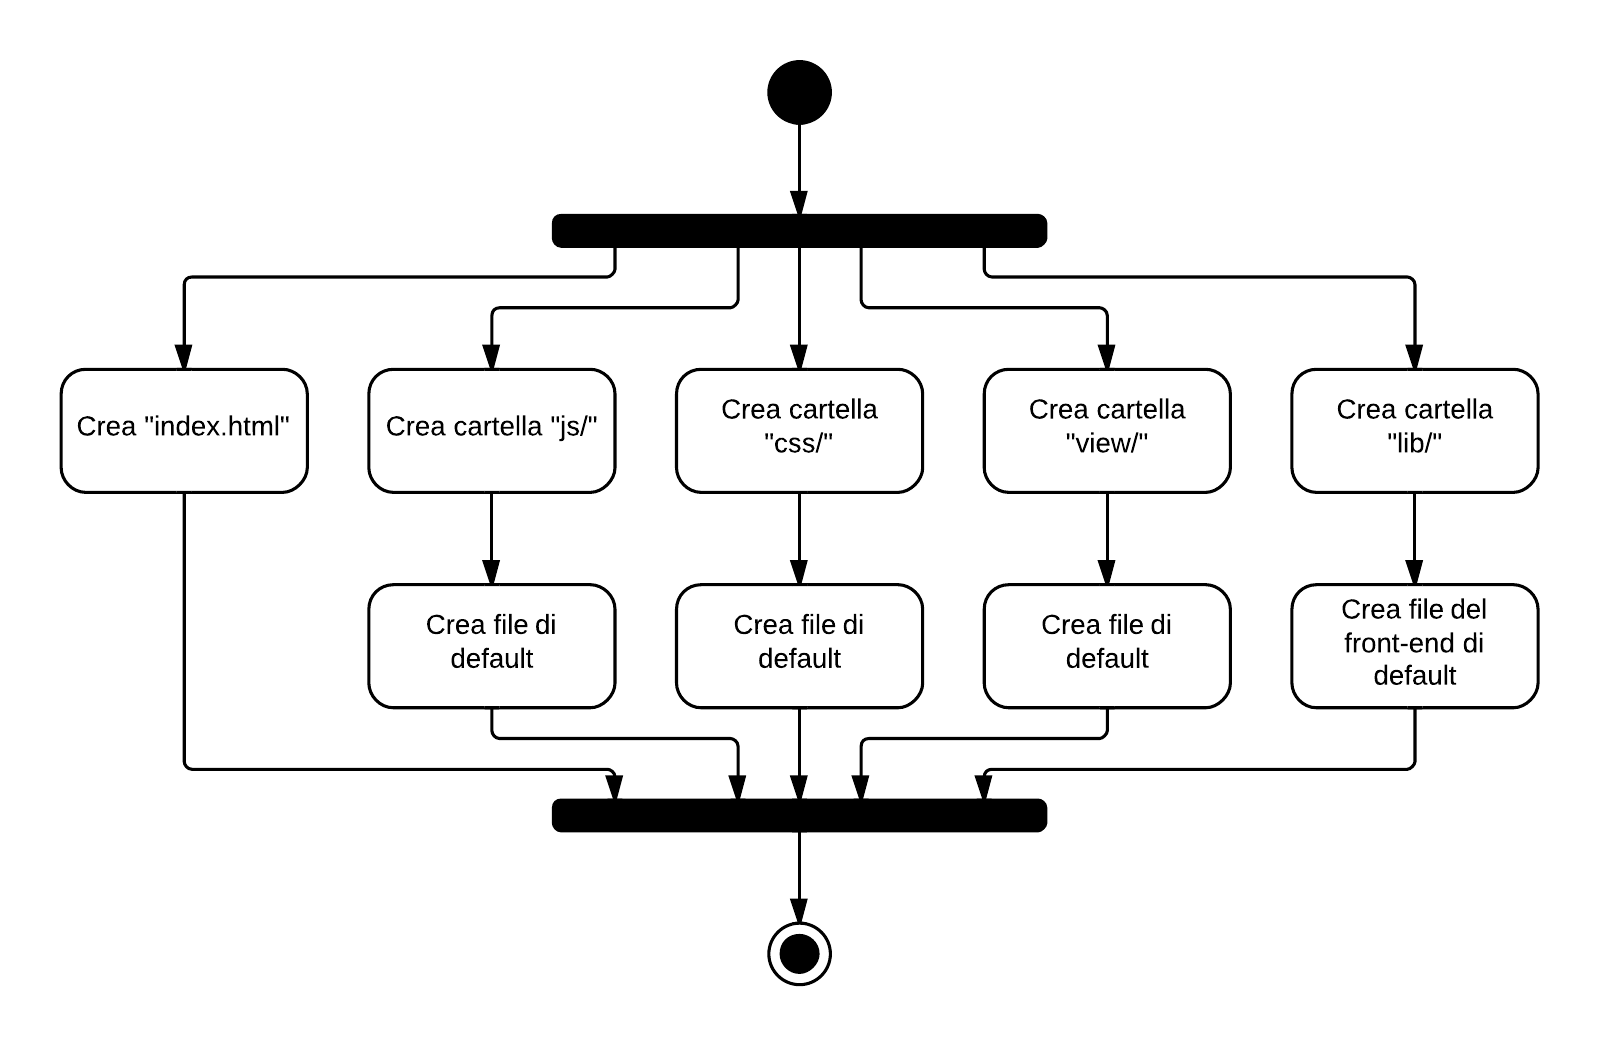 Crea "index.html"
Crea cartella "js/"
Crea cartella
"css/"
Crea cartella
"view/"
Crea cartella
"lib/"
Crea file di
default
Crea file di
default
Crea file di
default
Crea file del
front-end di
default